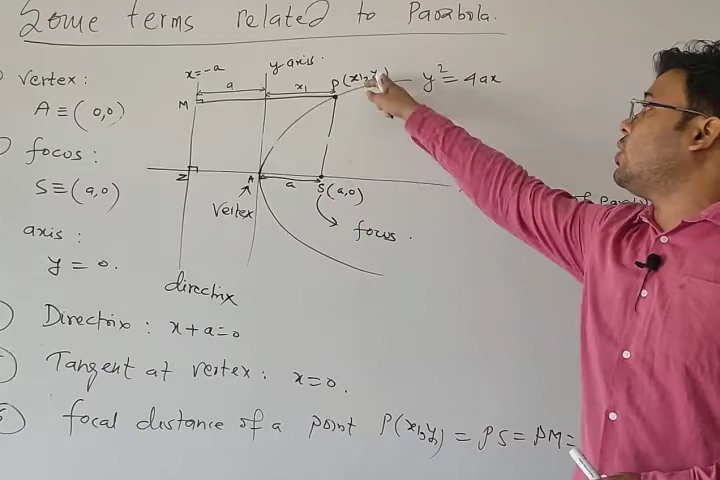 Some terms related to Parabola.
vertex:
A ≡ (0,0)
focus:
S ≡ (a,0)
axis:
y = 0.
Directrix: x+a=0
Tangent at vertex: x=0.
focal distance of a point P(x₁,y₁) = PS = PM =
x=-a
y axis.
a
x₁
P(x₁,y₁)
y² = 4ax
M
Z
A
a
S(a,0)
vertex
focus.
directrix